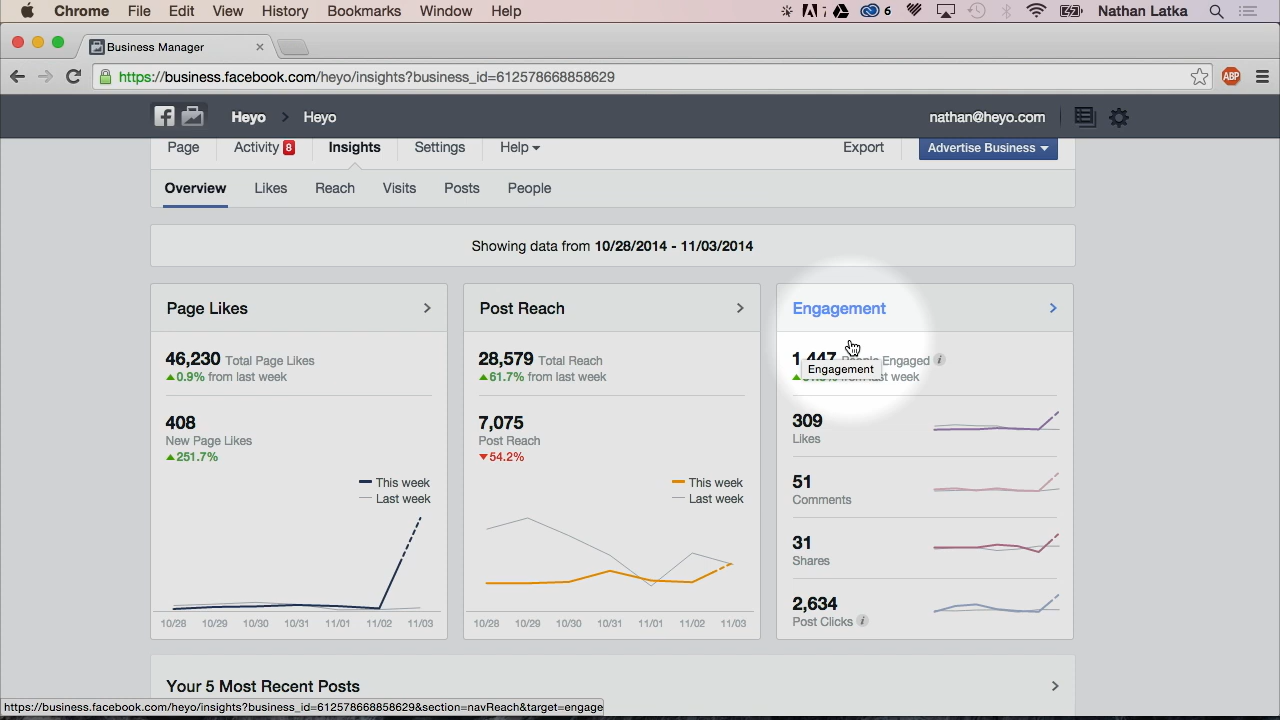 Chrome File Edit View History Bookmarks Window Help 7 6 Nathan Latka
Business Manager
https://business.facebook.com/heyo/insights?business_id=612578668858629 ABP
Heyo > Heyo nathan@heyo.com
Page Activity 8 Insights Settings Help Export Advertise Business
Overview Likes Reach Visits Posts People
Showing data from 10/28/2014 - 11/03/2014
Page Likes
46,230 Total Page Likes
0.9% from last week
408
New Page Likes
251.7%
This week
Last week
10/28 10/29 10/30 10/31 11/01 11/02 11/03
Post Reach
28,579 Total Reach
61.7% from last week
7,075
Post Reach
54.2%
This week
Last week
10/28 10/29 10/30 10/31 11/01 11/02 11/03
Engagement
1,447 People Engaged
Engagement
from last week
309
Likes
51
Comments
31
Shares
2,634
Post Clicks
Your 5 Most Recent Posts
https://business.facebook.com/heyo/insights?business_id=612578668858629&section=navReach&target=engage